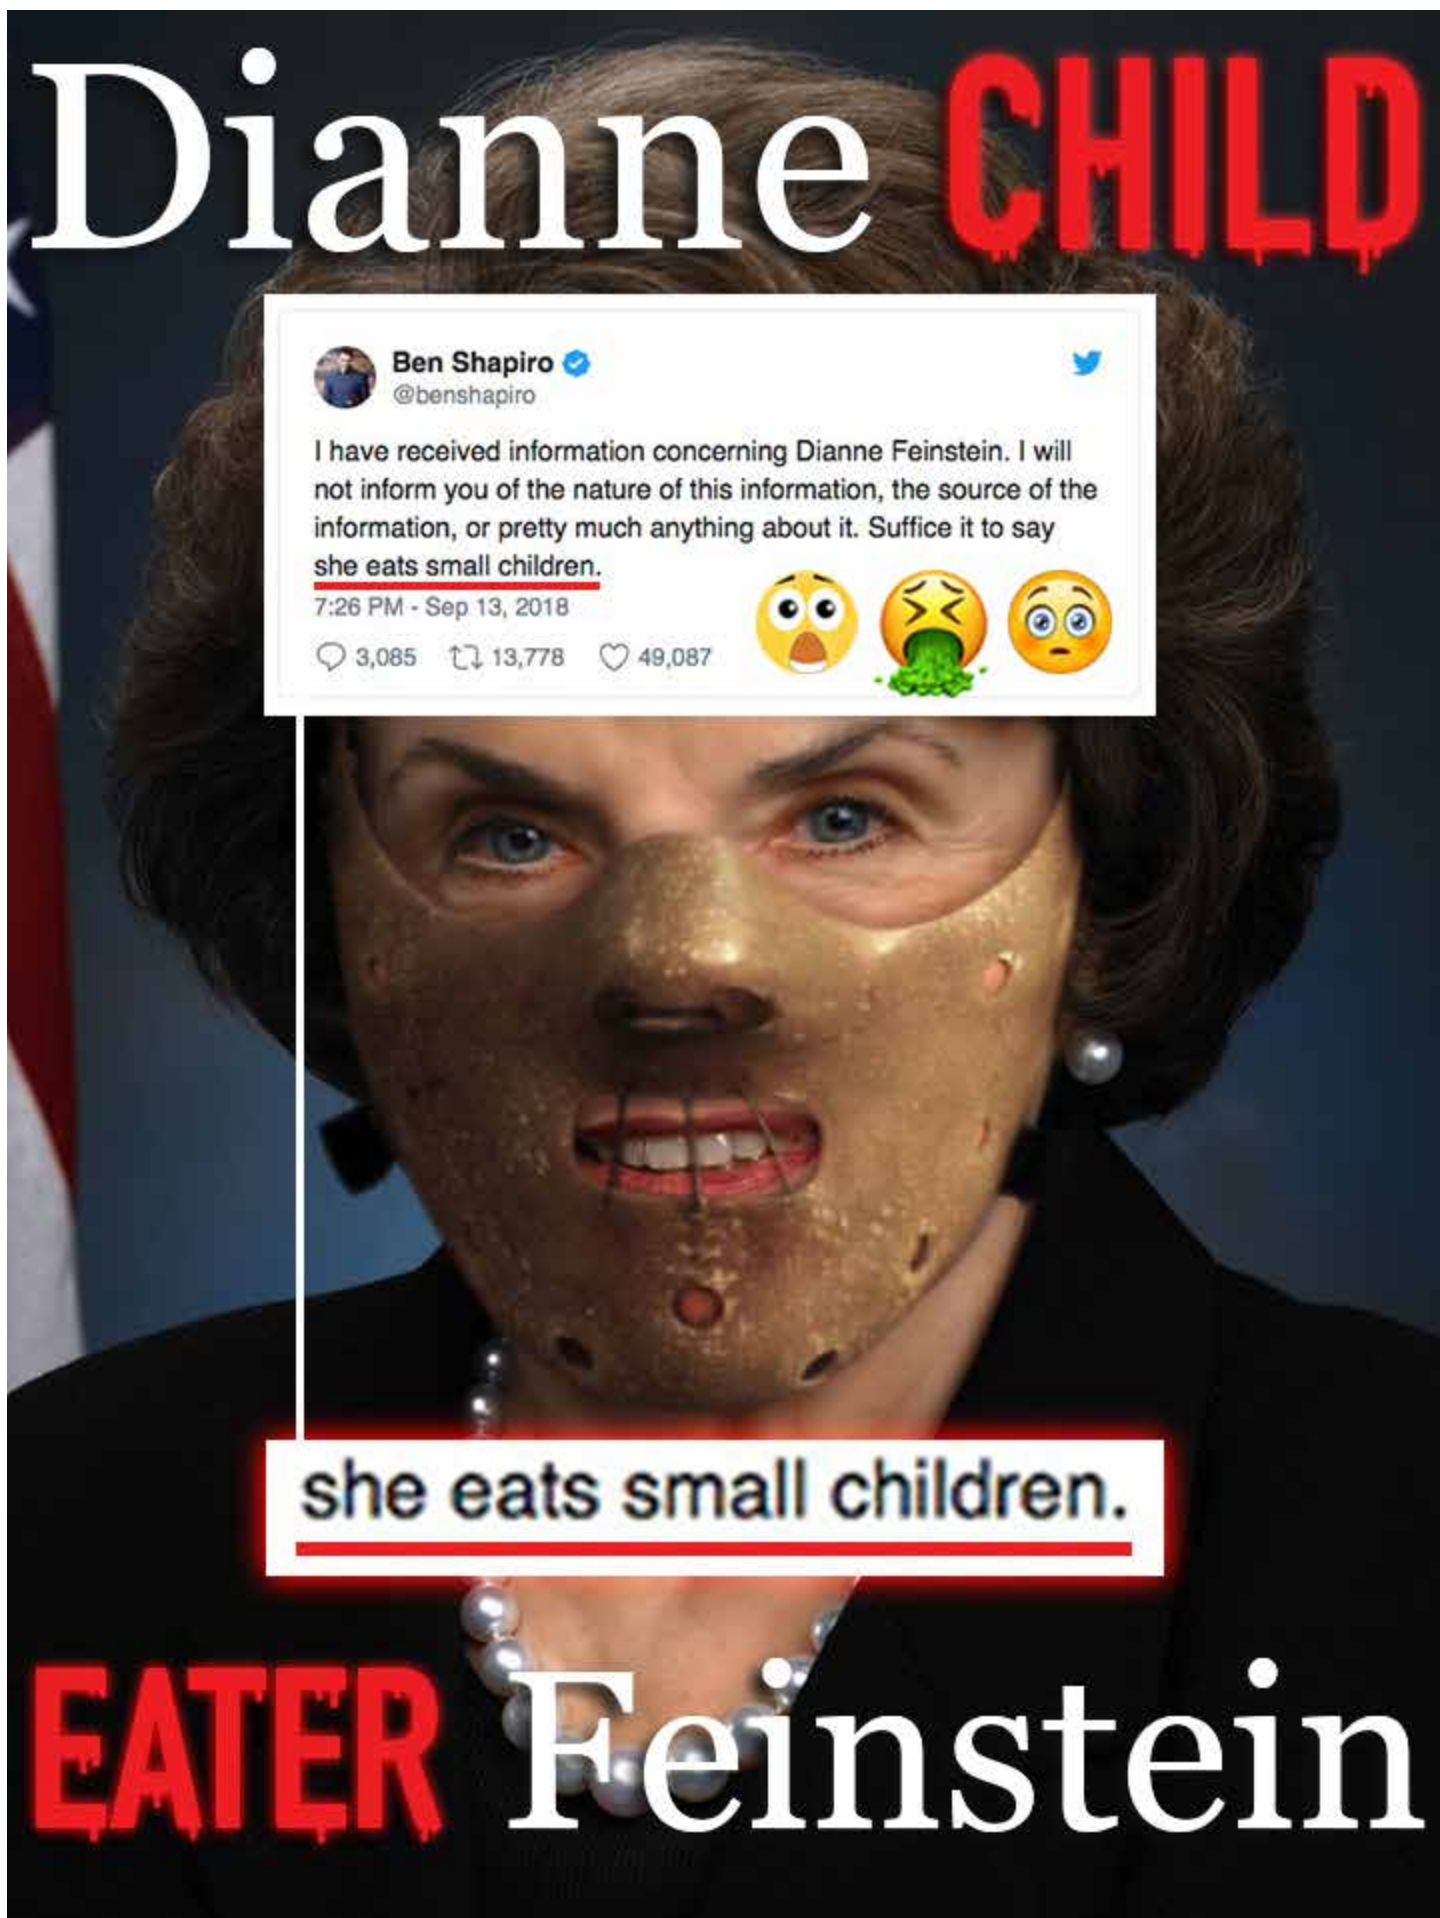 Dianne CHILD
Ben Shapiro
@benshapiro
I have received information concerning Dianne Feinstein. I will
not inform you of the nature of this information, the source of the
information, or pretty much anything about it. Suffice it to say
she eats small children.
7:26 PM - Sep 13, 2018
3,085 13,778 49,087
she eats small children.
EATER Feinstein